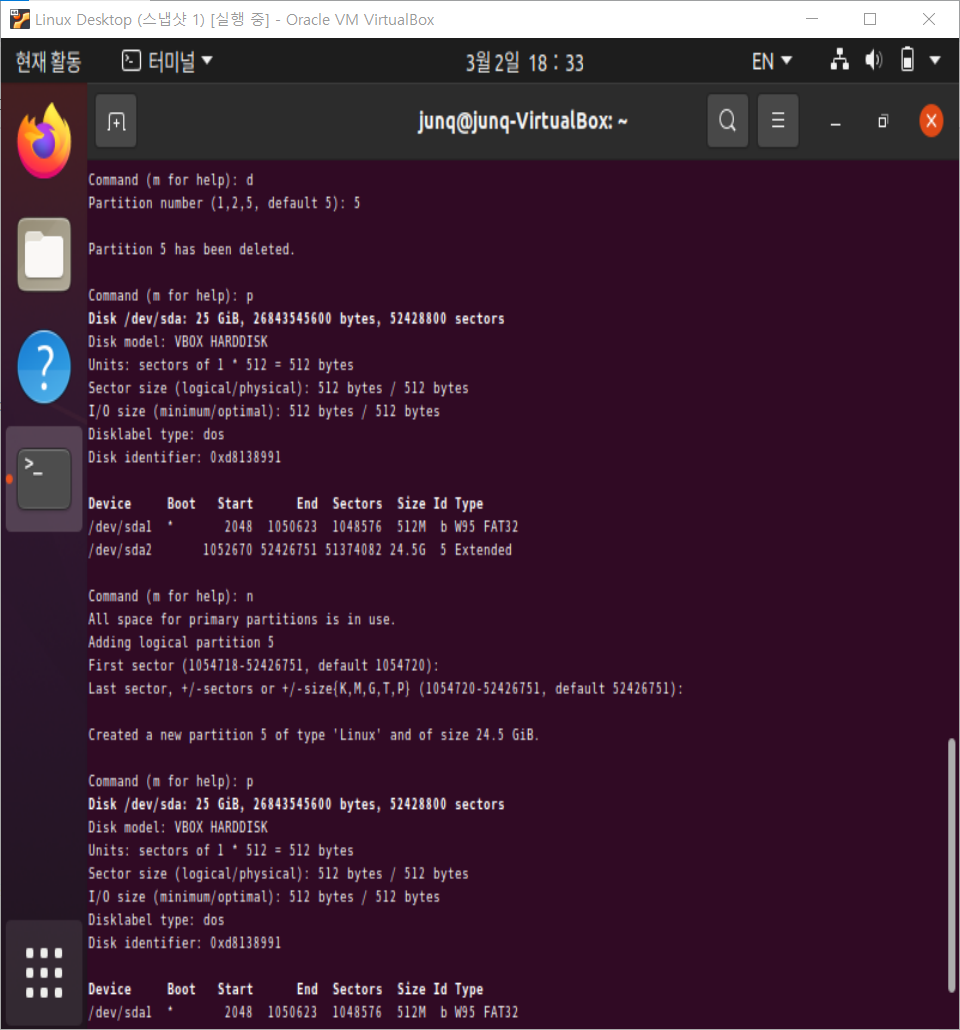 Linux Desktop (스냅샷 1) [실행 중] - Oracle VM VirtualBox
현재 활동 터미널 3월 2일 18 : 33 EN
junq@junq-VirtualBox: ~
Command (m for help): d
Partition number (1,2,5, default 5): 5
Partition 5 has been deleted.
Command (m for help): p
Disk /dev/sda: 25 GiB, 26843545600 bytes, 52428800 sectors
Disk model: VBOX HARDDISK
Units: sectors of 1 * 512 = 512 bytes
Sector size (logical/physical): 512 bytes / 512 bytes
I/O size (minimum/optimal): 512 bytes / 512 bytes
Disklabel type: dos
Disk identifier: 0xd8138991
Device Boot Start End Sectors Size Id Type
/dev/sda1 * 2048 1050623 1048576 512M b W95 FAT32
/dev/sda2 1052670 52426751 51374082 24.5G 5 Extended
Command (m for help): n
All space for primary partitions is in use.
Adding logical partition 5
First sector (1054718-52426751, default 1054720):
Last sector, +/-sectors or +/-size{K,M,G,T,P} (1054720-52426751, default 52426751):
Created a new partition 5 of type 'Linux' and of size 24.5 GiB.
Command (m for help): p
Disk /dev/sda: 25 GiB, 26843545600 bytes, 52428800 sectors
Disk model: VBOX HARDDISK
Units: sectors of 1 * 512 = 512 bytes
Sector size (logical/physical): 512 bytes / 512 bytes
I/O size (minimum/optimal): 512 bytes / 512 bytes
Disklabel type: dos
Disk identifier: 0xd8138991
Device Boot Start End Sectors Size Id Type
/dev/sda1 * 2048 1050623 1048576 512M b W95 FAT32